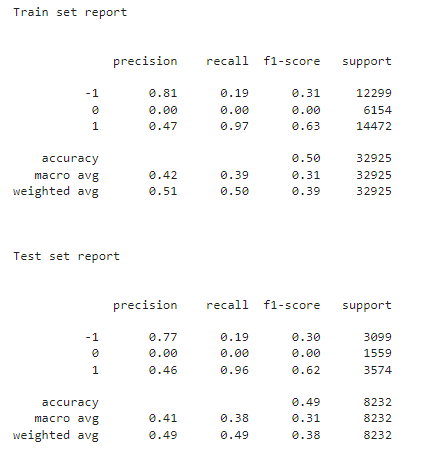 Train set report
precision recall f1-score support
-1 0.81 0.19 0.31 12299
0 0.00 0.00 0.00 6154
1 0.47 0.97 0.63 14472
accuracy 0.50 32925
macro avg 0.42 0.39 0.31 32925
weighted avg 0.51 0.50 0.39 32925
Test set report
precision recall f1-score support
-1 0.77 0.19 0.30 3099
0 0.00 0.00 0.00 1559
1 0.46 0.96 0.62 3574
accuracy 0.49 8232
macro avg 0.41 0.38 0.31 8232
weighted avg 0.49 0.49 0.38 8232